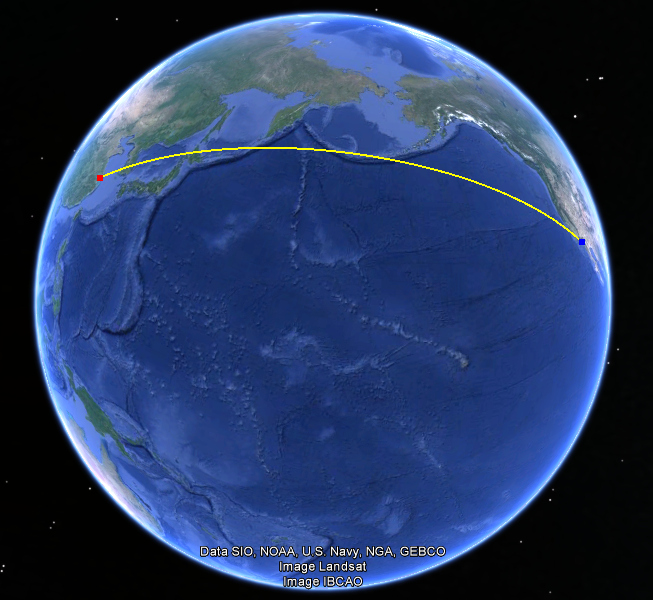 Data SIO, NOAA, U.S. Navy, NGA, GEBCO
Image Landsat
Image IBCAO